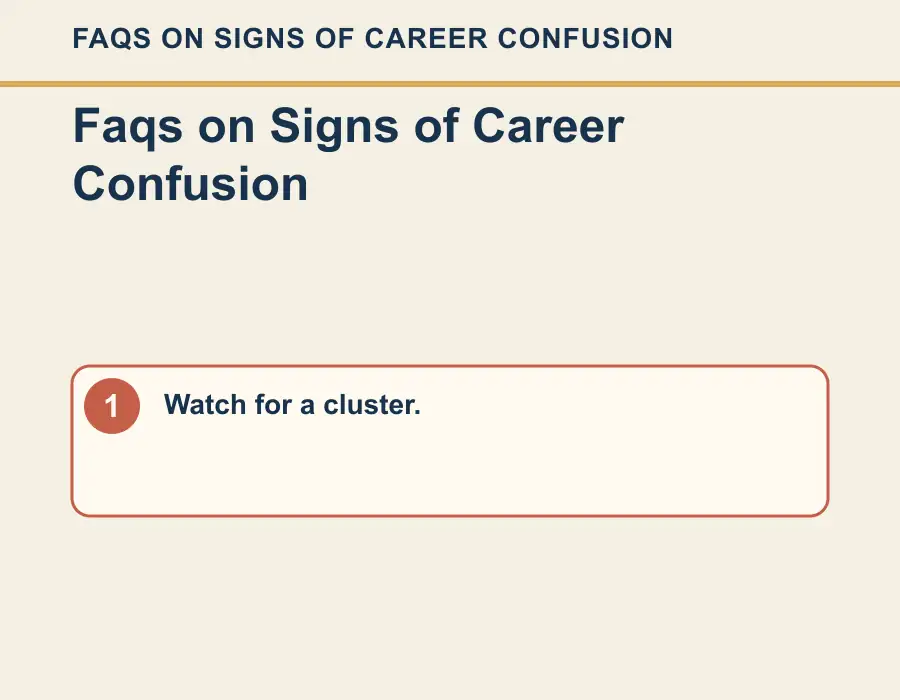 FAQS ON SIGNS OF CAREER CONFUSION
Faqs on Signs of Career
Confusion
1
Watch for a cluster.